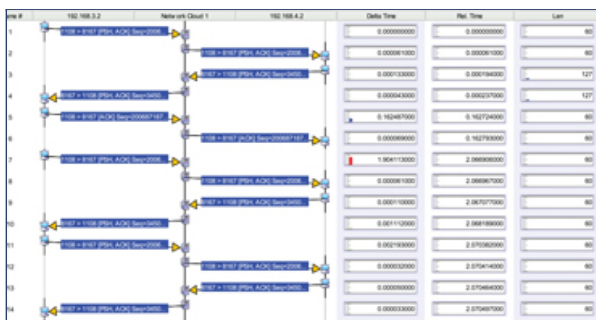 ame # 192.168.3.2 Network Cloud 1 192.168.4.2 Delta Time Rel. Time Len
1 1108 > 8167 [PSH, ACK] Seq=2006... 0.000000000 0.000000000 60
2 1108 > 8167 [PSH, ACK] Seq=2006... 0.000061000 0.000061000 60
3 8167 > 1108 [PSH, ACK] Seq=3450... 0.000133000 0.000194000 127
4 8167 > 1108 [PSH, ACK] Seq=3450... 0.000043000 0.000237000 127
5 1108 > 8167 [ACK] Seq=200687187... 0.162487000 0.162724000 60
6 1108 > 8167 [ACK] Seq=200687187... 0.000069000 0.162793000 60
7 1108 > 8167 [PSH, ACK] Seq=2006... 1.904113000 2.066906000 60
8 1108 > 8167 [PSH, ACK] Seq=2006... 0.000061000 2.066967000 60
9 8167 > 1108 [PSH, ACK] Seq=3450... 0.000110000 2.067077000 60
10 8167 > 1108 [PSH, ACK] Seq=3450... 0.001112000 2.068189000 60
11 1108 > 8167 [PSH, ACK] Seq=2006... 0.002193000 2.070382000 60
12 1108 > 8167 [PSH, ACK] Seq=2006... 0.000032000 2.070414000 60
13 8167 > 1108 [PSH, ACK] Seq=3450... 0.000050000 2.070464000 60
14 8167 > 1108 [PSH, ACK] Seq=3450... 0.000033000 2.070497000 60